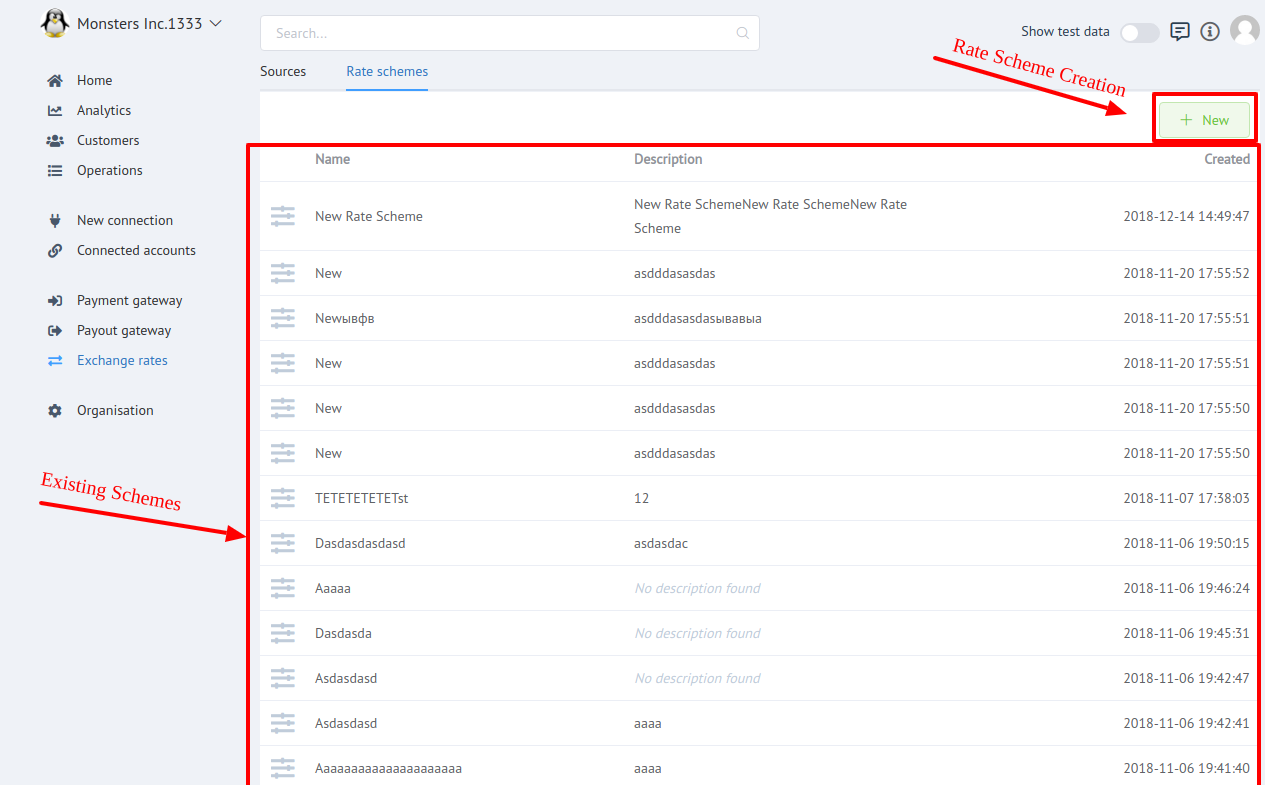 Monsters Inc.1333
Search...
Show test data
Rate Scheme Creation
Sources
Rate schemes
New
Home
Analytics
Customers
Operations
New connection
Connected accounts
Payment gateway
Payout gateway
Exchange rates
Organisation
Existing Schemes
Name Description Created
New Rate Scheme New Rate SchemeNew Rate SchemeNew Rate 2018-12-14 14:49:47
Scheme
New asdddasasdas 2018-11-20 17:55:52
Newывфв asdddasasdasывавыа 2018-11-20 17:55:51
New asdddasasdas 2018-11-20 17:55:51
New asdddasasdas 2018-11-20 17:55:50
New asdddasasdas 2018-11-20 17:55:50
TETETETETETst 12 2018-11-07 17:38:03
Dasdasdasdasd asdasdac 2018-11-06 19:50:15
Aaaaa No description found 2018-11-06 19:46:24
Dasdasda No description found 2018-11-06 19:45:31
Asdasdasd No description found 2018-11-06 19:42:47
Asdasdasd aaaa 2018-11-06 19:42:41
Aaaaaaaaaaaaaaaaaaaaa aaaa 2018-11-06 19:41:40